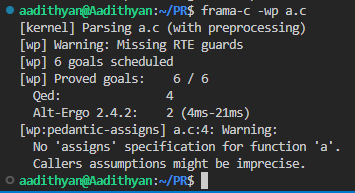 aadithyan@Aadithyan:~/PR$ frama-c -wp a.c
[kernel] Parsing a.c (with preprocessing)
[wp] Warning: Missing RTE guards
[wp] 6 goals scheduled
[wp] Proved goals:    6 / 6
  Qed:             4
  Alt-Ergo 2.4.2:  2 (4ms-21ms)
[wp:pedantic-assigns] a.c:4: Warning:
  No 'assigns' specification for function 'a'.
  Callers assumptions might be imprecise.
aadithyan@Aadithyan:~/PR$